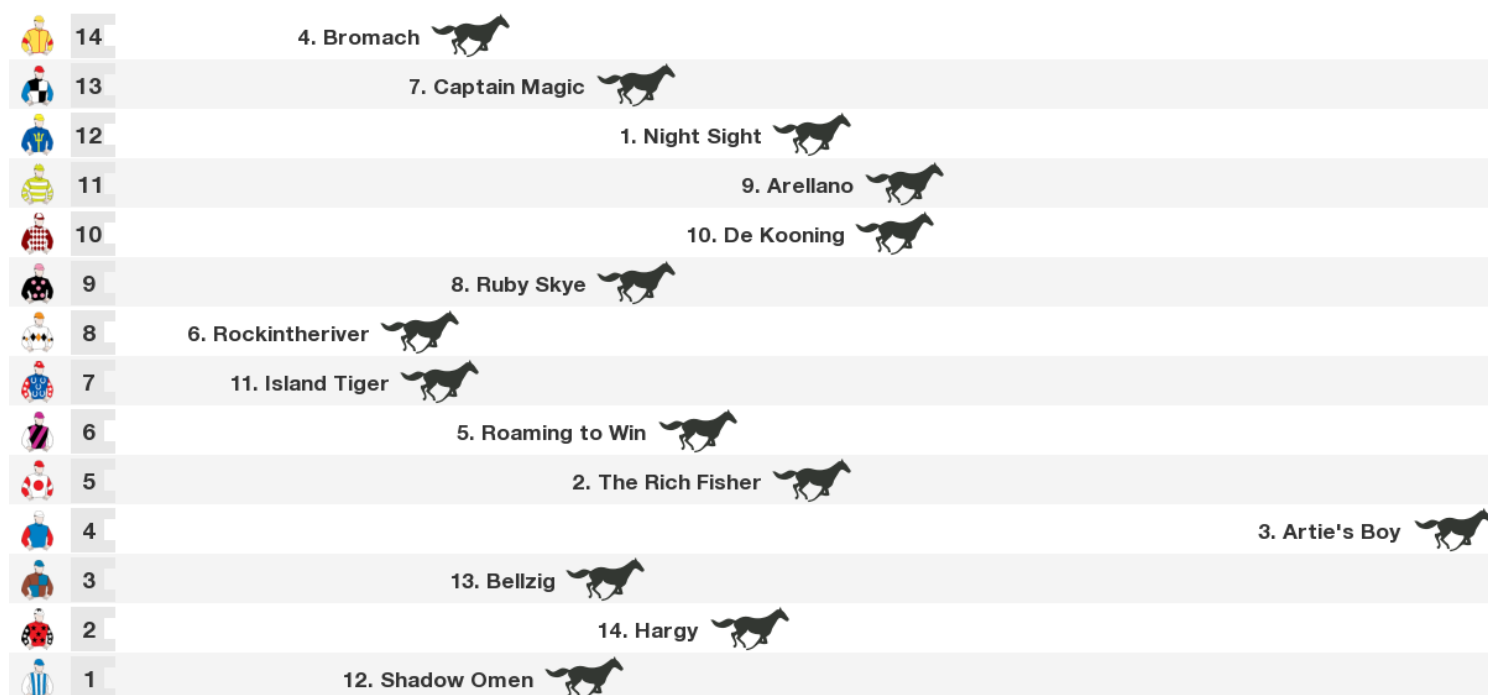 14 4. Bromach
13 7. Captain Magic
12 1. Night Sight
11 9. Arellano
10 10. De Kooning
9 8. Ruby Skye
8 6. Rockintheriver
7 11. Island Tiger
6 5. Roaming to Win
5 2. The Rich Fisher
4 3. Artie's Boy
3 13. Bellzig
2 14. Hargy
1 12. Shadow Omen